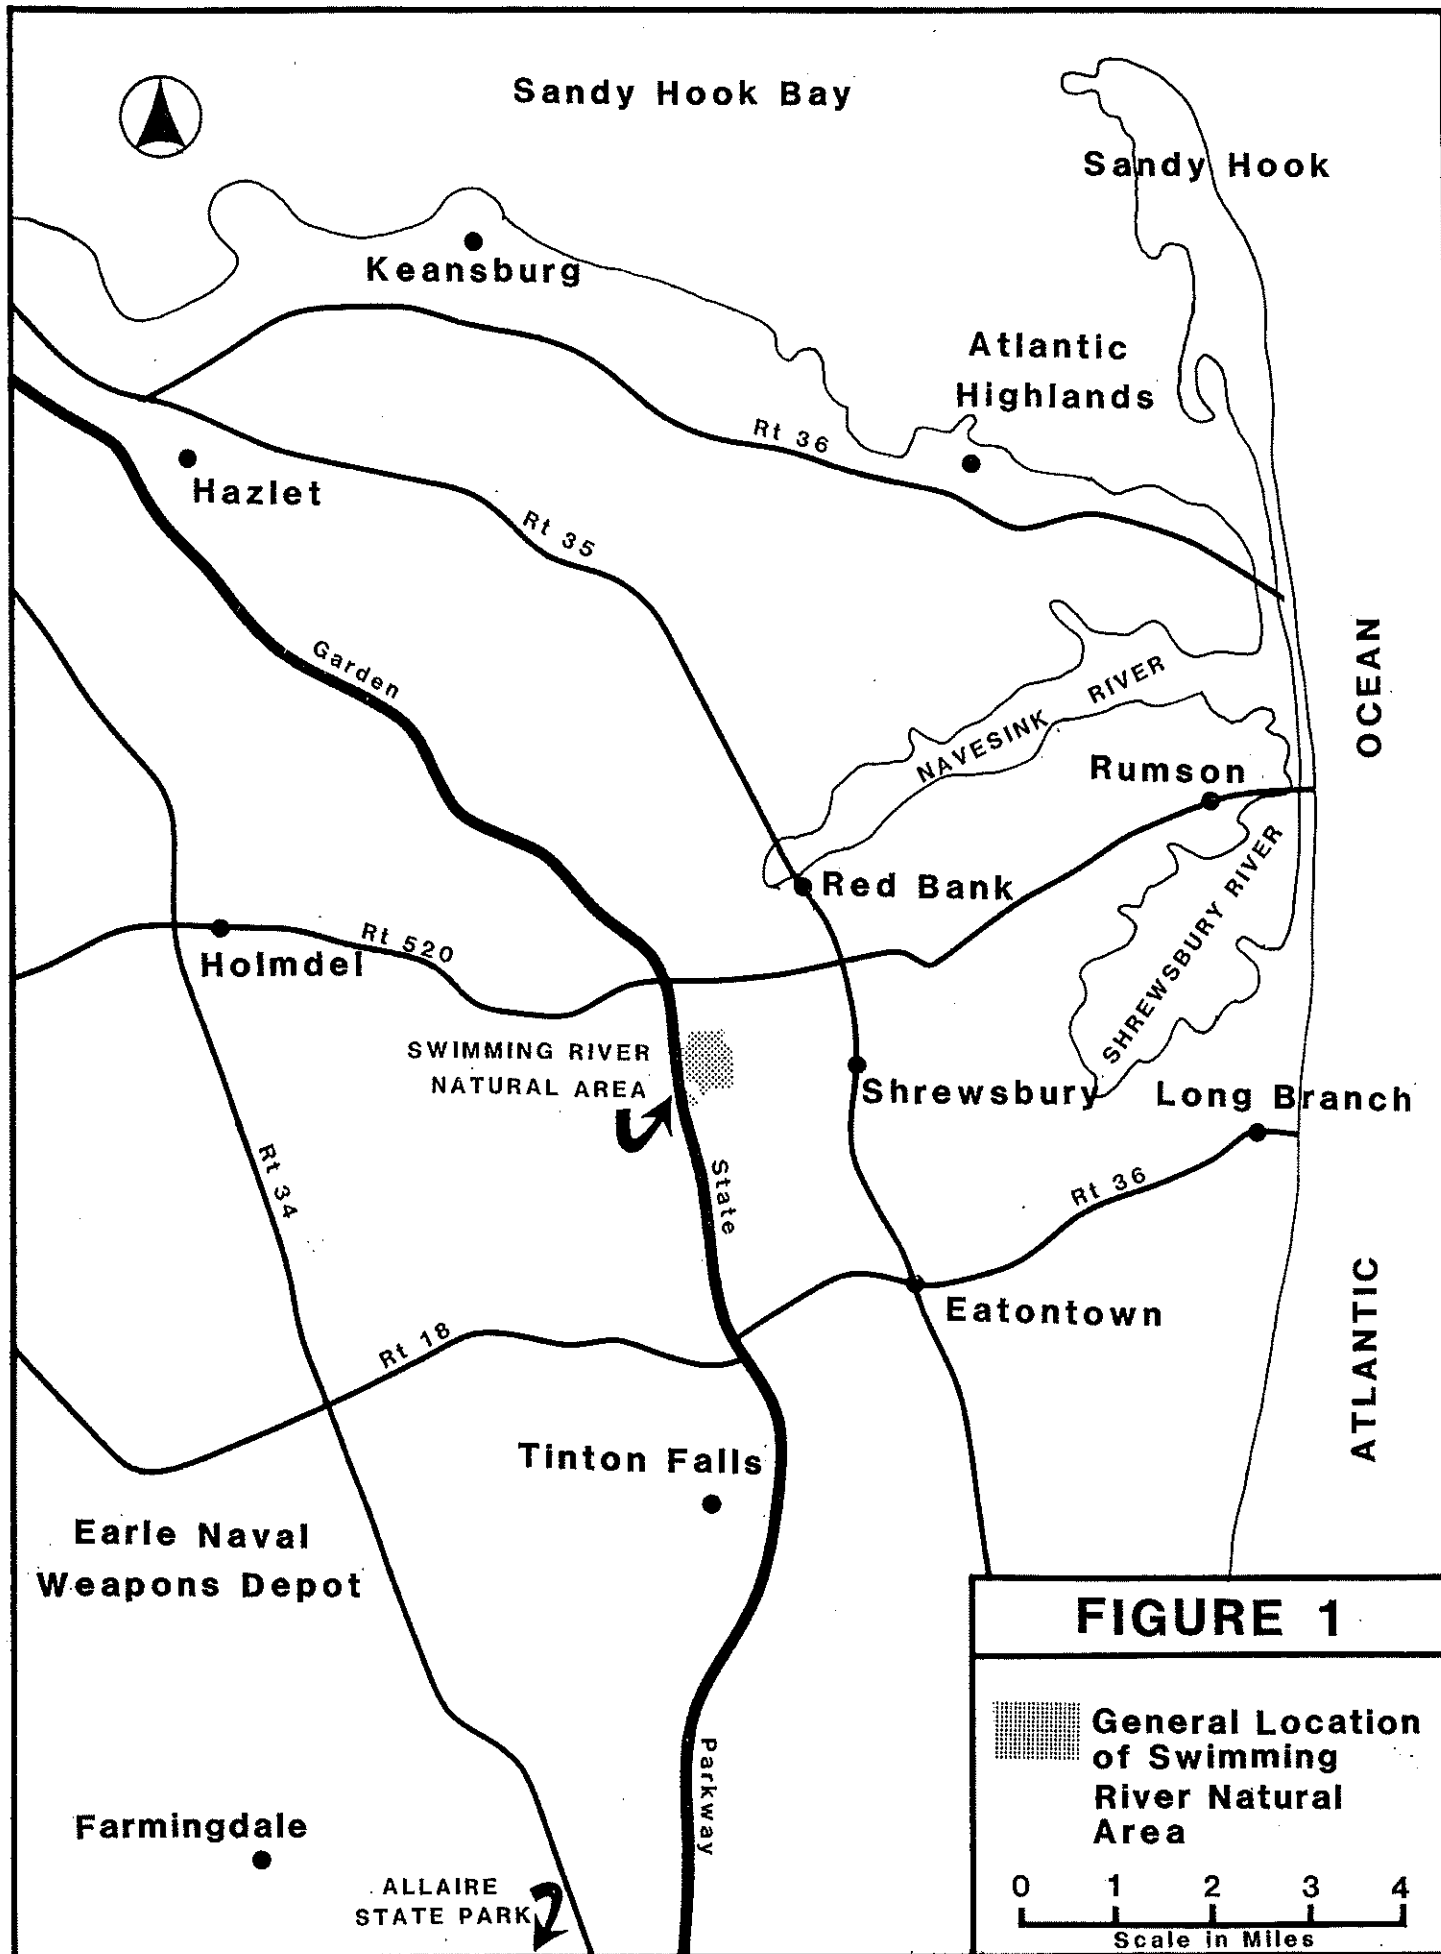 Sandy Hook Bay
Sandy Hook
Keansburg
Atlantic
Highlands
Rt 36
Hazlet
Rt 35
Garden
NAVESINK RIVER
OCEAN
Rumson
Red Bank
SHREWSBURY RIVER
Rt 520
Holmdel
SWIMMING RIVER
NATURAL AREA
Shrewsbury
Long Branch
Rt 34
State
Rt 36
Eatontown
Rt 18
ATLANTIC
Tinton Falls
Earle Naval
Weapons Depot
FIGURE 1
General Location
of Swimming
River Natural
Area
Parkway
Farmingdale
ALLAIRE
STATE PARK
0 1 2 3 4
Scale in Miles